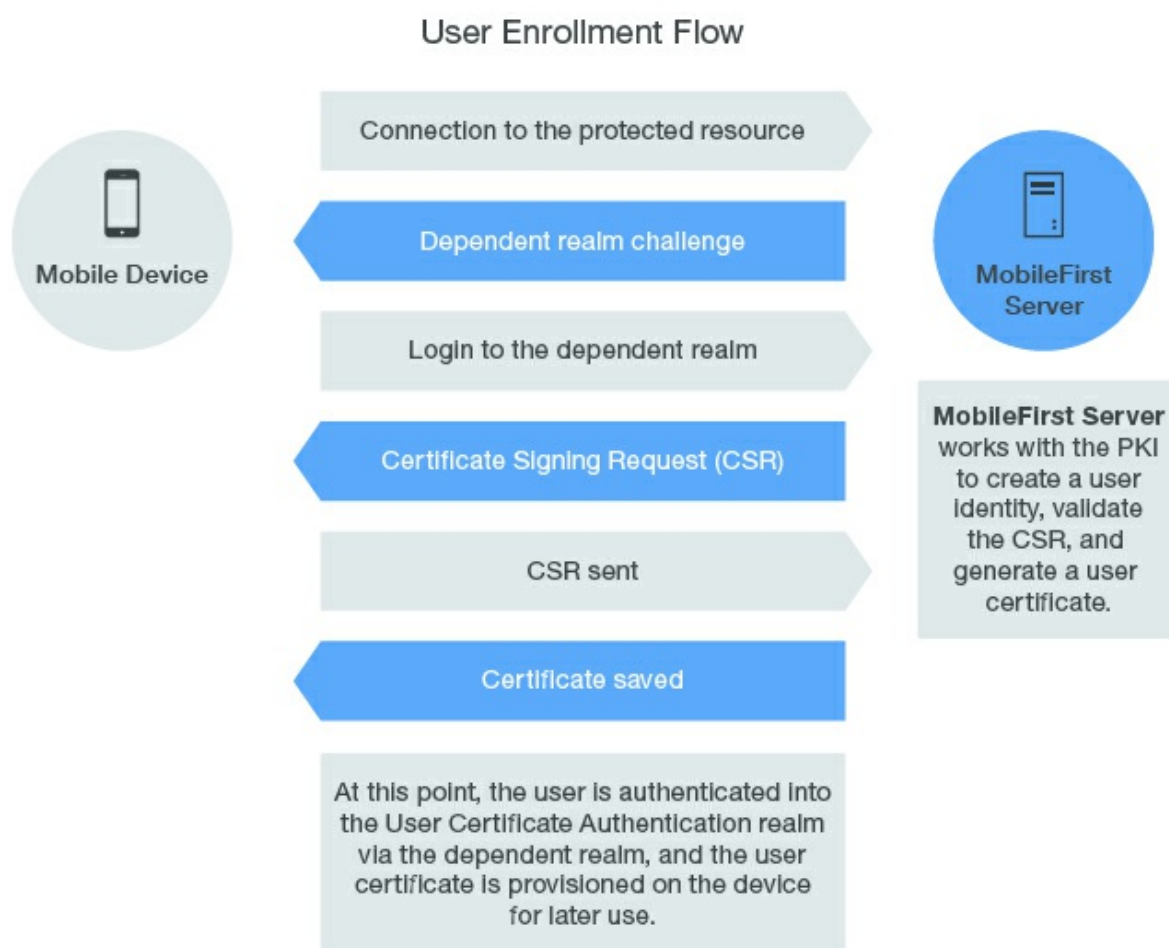 User Enrollment Flow
Connection to the protected resource
Mobile Device
Dependent realm challenge
MobileFirst
Server
Login to the dependent realm
Certificate Signing Request (CSR)
CSR sent
Certificate saved
MobileFirst Server
works with the PKI
to create a user
identity, validate
the CSR, and
generate a user
certificate.
At this point, the user is authenticated into
the User Certificate Authentication realm
via the dependent realm, and the user
certificate is provisioned on the device
for later use.